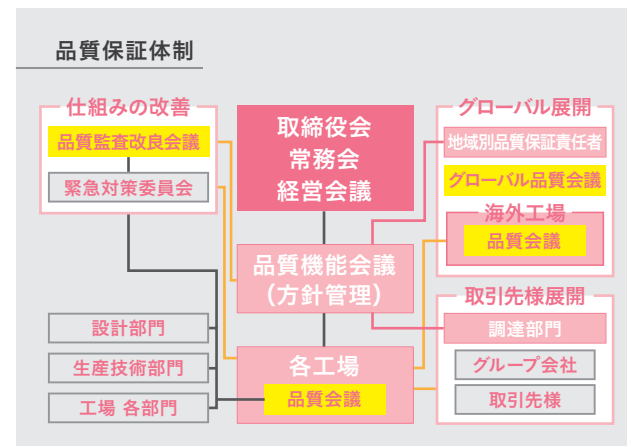 品質保証体制
仕組みの改善
品質監査改良会議
緊急対策委員会
取締役会
常務会
経営会議
グローバル展開
地域別品質保証責任者
グローバル品質会議
海外工場
品質会議
品質機能会議
（方針管理）
取引先様展開
調達部門
グループ会社
取引先様
設計部門
生産技術部門
工場 各部門
各工場
品質会議